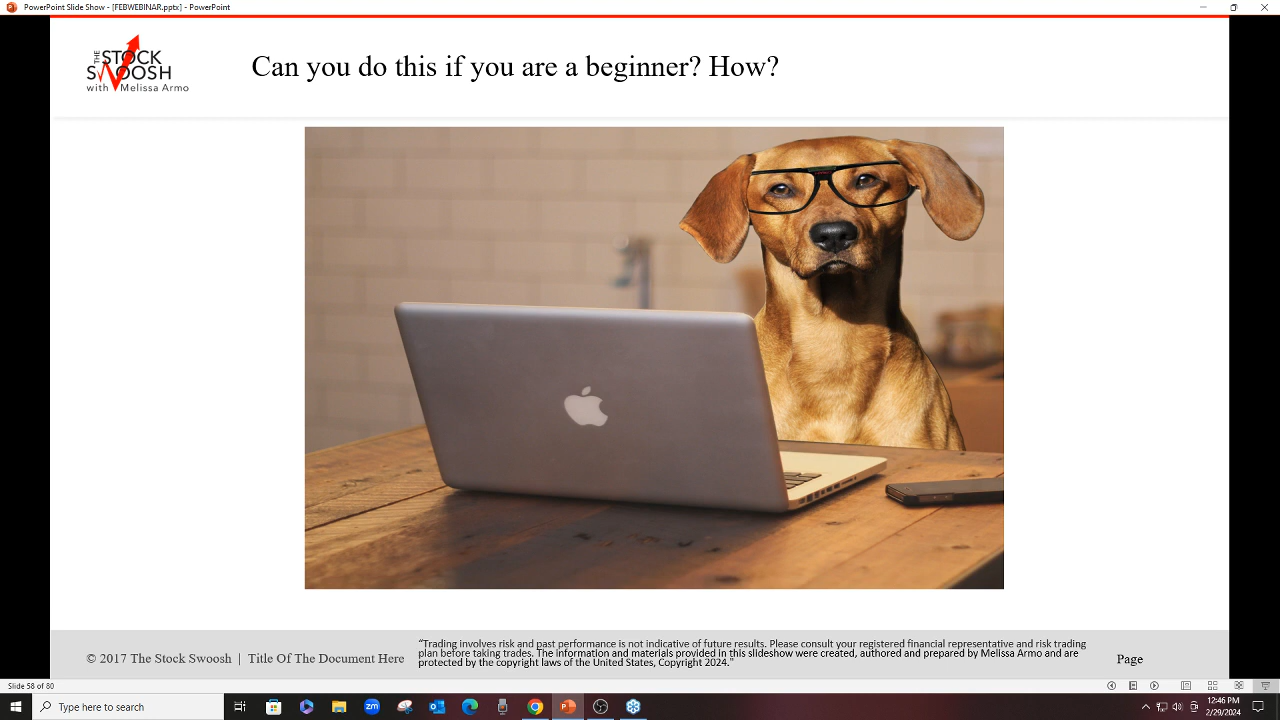 PowerPoint Slide Show - [FEBWEBINAR.pptx] - PowerPoint
THE STOCK
SWOOSH
with Melissa Armo
Can you do this if you are a beginner? How?
© 2017 The Stock Swoosh | Title Of The Document Here
"Trading involves risk and past performance is not indicative of future results. Please consult your registered financial representative and risk trading
plan before taking trades. The information and materials provided in this slideshow were created, authored and prepared by Melissa Armo and are
protected by the copyright laws of the United States, Copyright 2024."
Page
Slide 58 of 80
Type here to search
zm
12:46 PM
2/29/2024